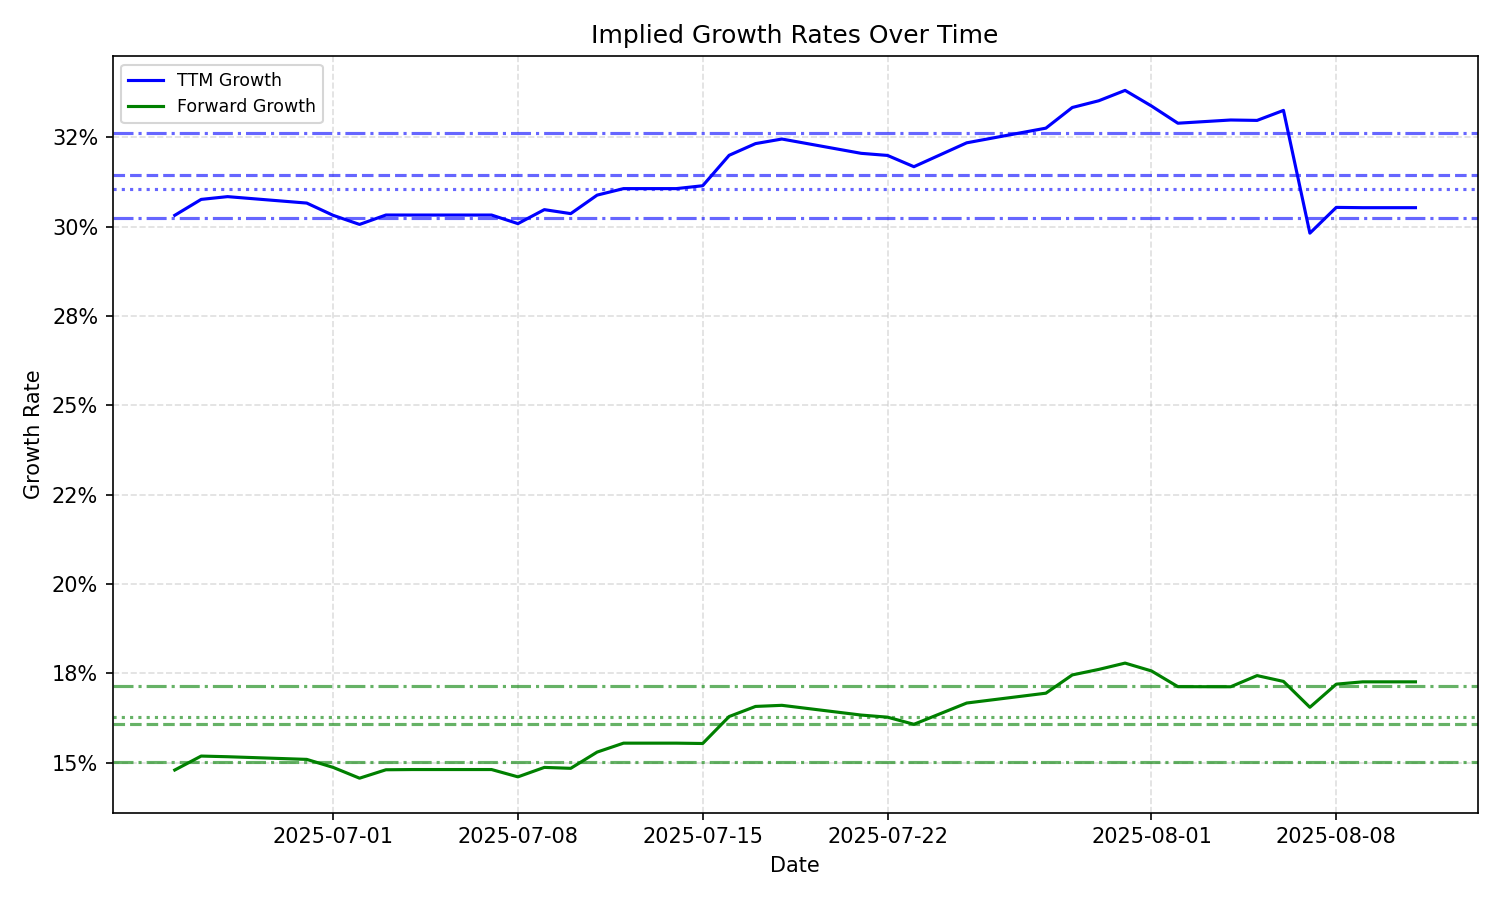 Implied Growth Rates Over Time
TTM Growth
Forward Growth
32%
30%
28%
25%
22%
20%
18%
15%
Growth Rate
2025-07-01
2025-07-08
2025-07-15
2025-07-22
2025-08-01
2025-08-08
Date